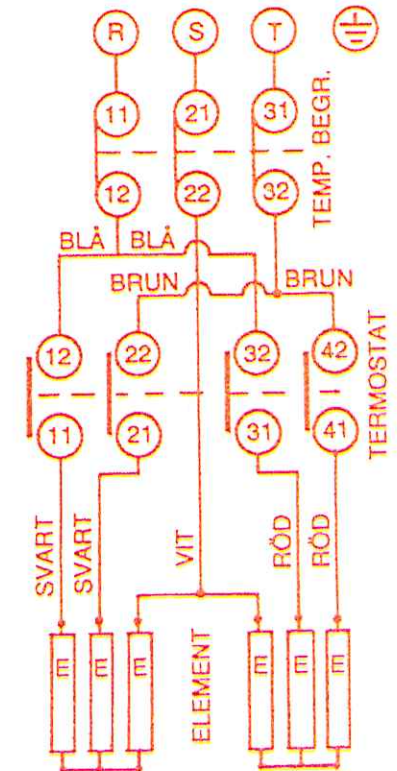 R S T
11 21 31
TEMP. BEGR.
12 22 32
BLÅ BLÅ
BRUN BRUN
12 22 32 42
TERMOSTAT
11 21 31 41
SVART SVART VIT RÖD RÖD
ELEMENT
E E E E E E